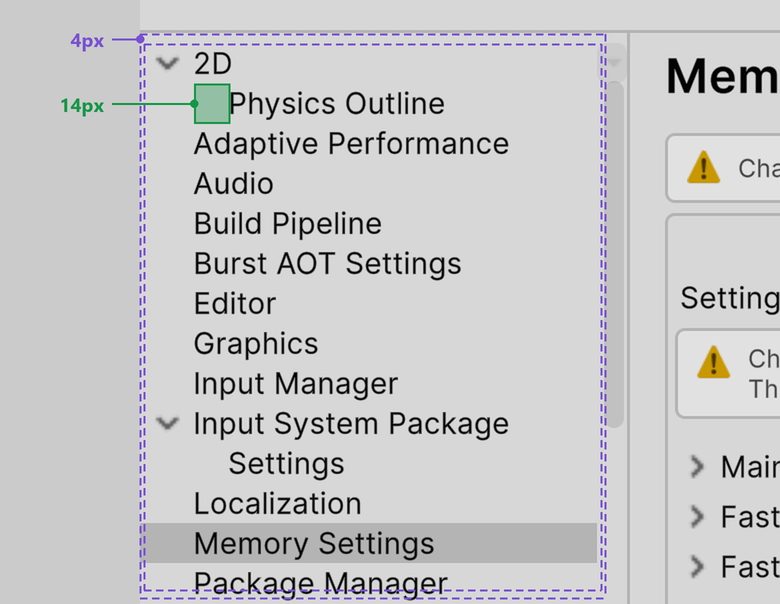 4px
2D
14px
Physics Outline
Adaptive Performance
Audio
Build Pipeline
Burst AOT Settings
Editor
Graphics
Input Manager
Input System Package
Settings
Localization
Memory Settings
Package Manager
Mem
Cha
Setting
Ch
Th
Main
Fast
Fast